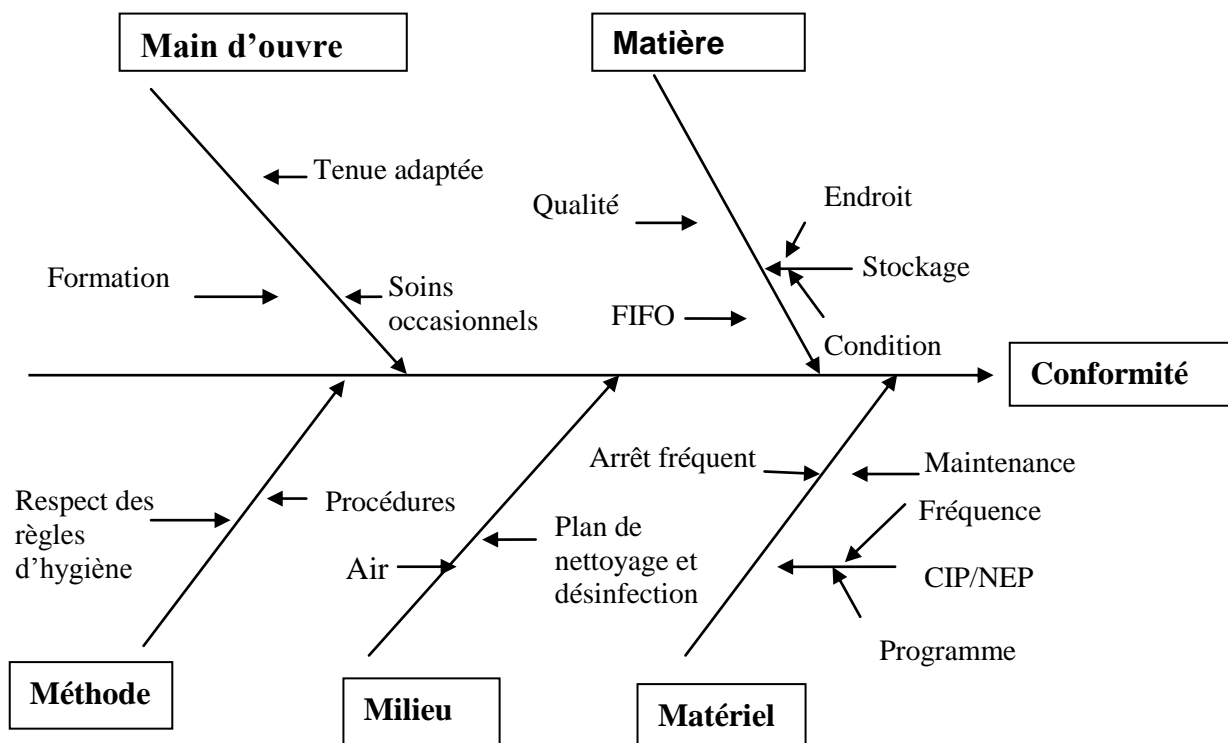 Main d'ouvre
Matière
Tenue adaptée
Qualité
Endroit
Formation
Soins
occasionnels
Stockage
FIFO
Condition
Conformité
Arrêt fréquent
Maintenance
Respect des
règles
d'hygiène
Procédures
Fréquence
Air
Plan de
nettoyage et
désinfection
CIP/NEP
Programme
Méthode
Milieu
Matériel